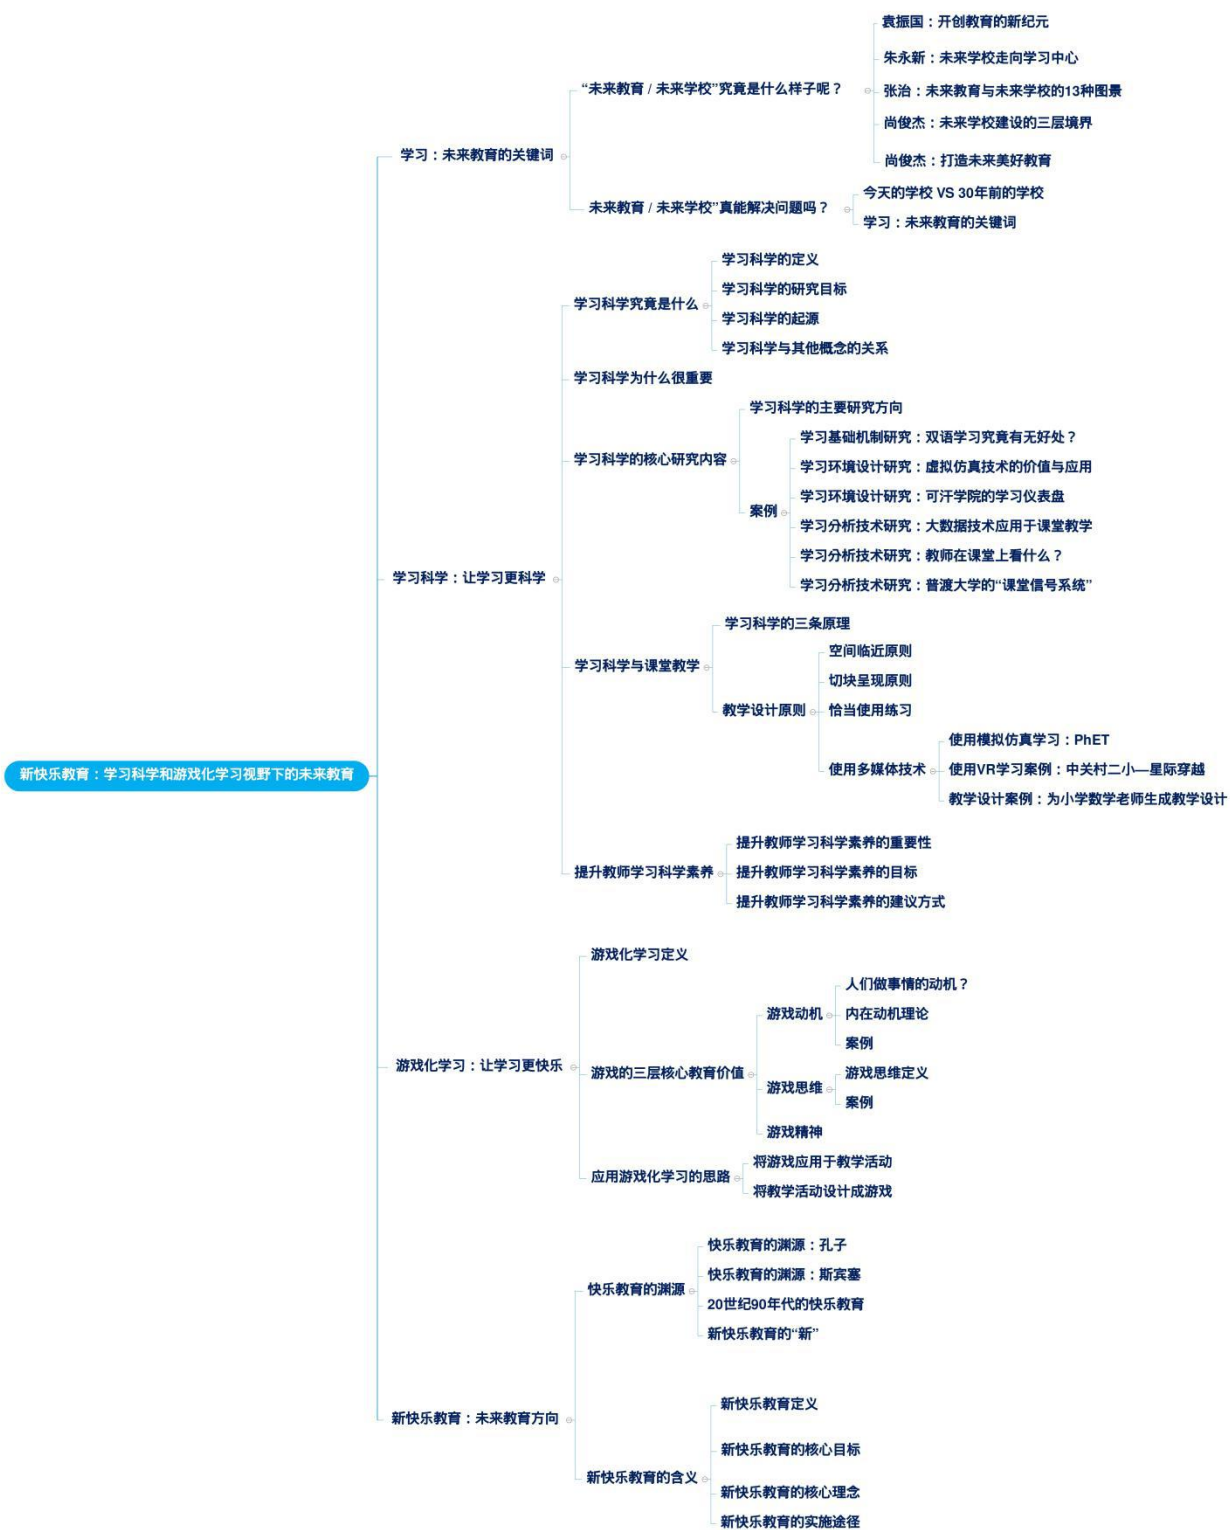 新快乐教育：学习科学和游戏化学习视野下的未来教育
学习：未来教育的关键词
“未来教育 / 未来学校”究竟是什么样子呢？
袁振国：开创教育的新纪元
朱永新：未来学校走向学习中心
张治：未来教育与未来学校的13种图景
尚俊杰：未来学校建设的三层境界
尚俊杰：打造未来美好教育
未来教育 / 未来学校”真能解决问题吗？
今天的学校 VS 30年前的学校
学习：未来教育的关键词
学习科学：让学习更科学
学习科学究竟是什么
学习科学的定义
学习科学的研究目标
学习科学的起源
学习科学与其他概念的关系
学习科学为什么很重要
学习科学的核心研究内容
学习科学的主要研究方向
案例
学习基础机制研究：双语学习究竟有无好处？
学习环境设计研究：虚拟仿真技术的价值与应用
学习环境设计研究：可汗学院的学习仪表盘
学习分析技术研究：大数据技术应用于课堂教学
学习分析技术研究：教师在课堂上看什么？
学习分析技术研究：普渡大学的“课堂信号系统”
学习科学与课堂教学
学习科学的三条原理
教学设计原则
空间临近原则
切块呈现原则
恰当使用练习
使用多媒体技术
使用模拟仿真学习：PhET
使用VR学习案例：中关村二小—星际穿越
教学设计案例：为小学数学老师生成教学设计
提升教师学习科学素养
提升教师学习科学素养的重要性
提升教师学习科学素养的目标
提升教师学习科学素养的建议方式
游戏化学习：让学习更快乐
游戏化学习定义
游戏的三层核心教育价值
游戏动机
人们做事情的动机？
内在动机理论
案例
游戏思维
游戏思维定义
案例
游戏精神
应用游戏化学习的思路
将游戏应用于教学活动
将教学活动设计成游戏
新快乐教育：未来教育方向
快乐教育的渊源
快乐教育的渊源：孔子
快乐教育的渊源：斯宾塞
20世纪90年代的快乐教育
新快乐教育的“新”
新快乐教育的含义
新快乐教育定义
新快乐教育的核心目标
新快乐教育的核心理念
新快乐教育的实施途径